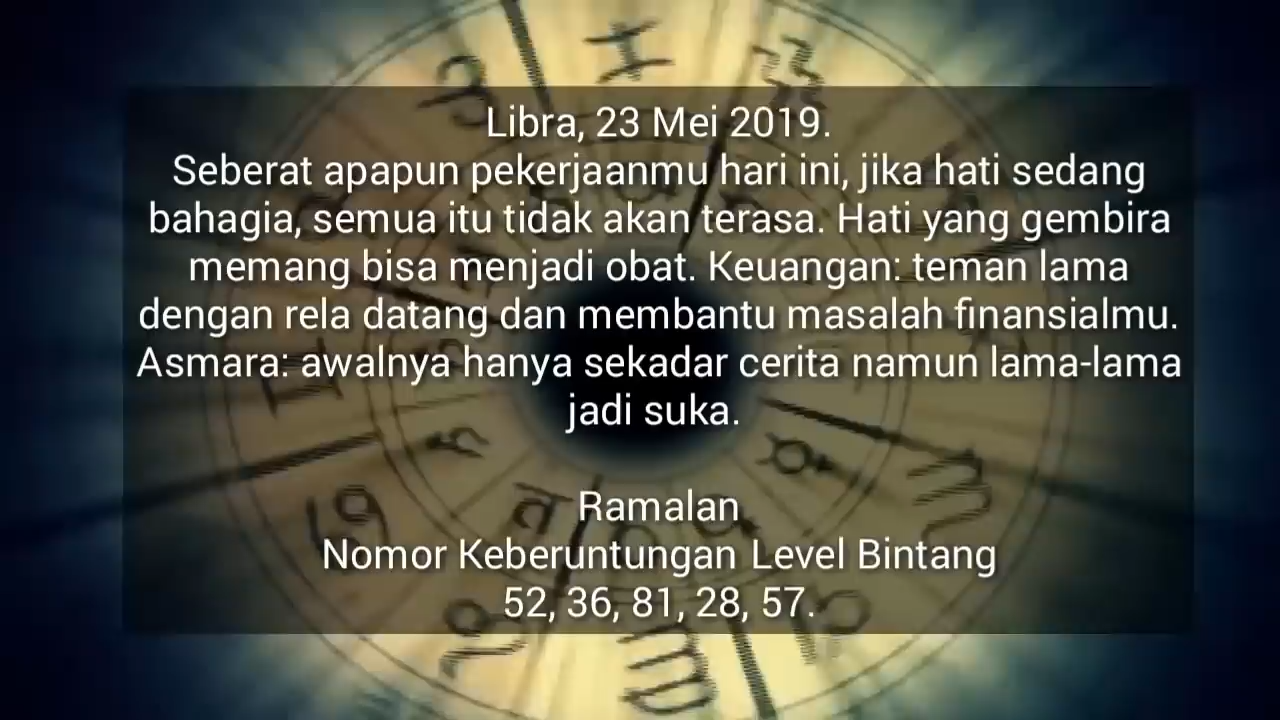 Libra, 23 Mei 2019.
Seberat apapun pekerjaanmu hari ini, jika hati sedang
bahagia, semua itu tidak akan terasa. Hati yang gembira
memang bisa menjadi obat. Keuangan: teman lama
dengan rela datang dan membantu masalah finansialmu.
Asmara: awalnya hanya sekadar cerita namun lama-lama
jadi suka.
Ramalan
Nomor Keberuntungan Level Bintang
52, 36, 81, 28, 57.